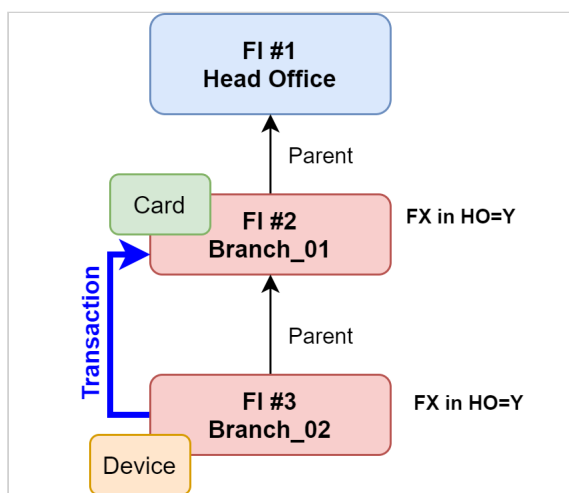 FI #1
Head Office
Parent
Card
FI #2
Branch_01
FX in HO=Y
Transaction
Parent
FI #3
Branch_02
FX in HO=Y
Device